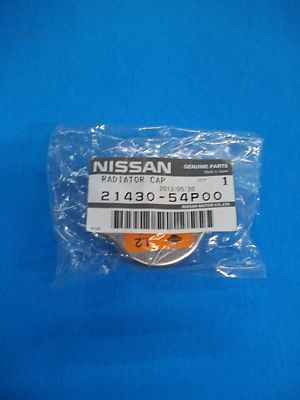 NISSAN
GENUINE PARTS
Made in Japan
RADIATOR CAP
QTY 1
2013/05/20
21430-54P00
NISSAN MOTOR CO.,LTD.
12